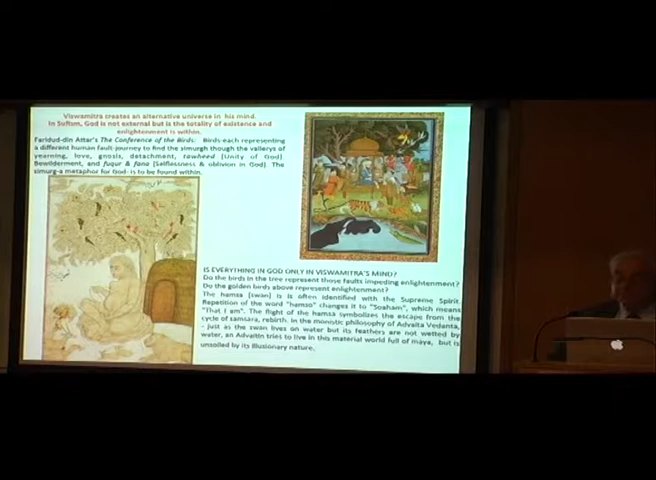 Viswamitra creates an alternative universe in his mind.
In Sufism, God is not external but is the totality of existence and
enlightenment is within.
Faridud-din Attar's The Conference of the Birds: Birds-each representing
a different human fault-journey to find the simurgh though the vallerys of
yearning, love, gnosis, detachment, tawheed (Unity of God)
Bewilderment, and fuqur & fana (Selflessness & oblivion in God) The
simurg-a metaphor for God- is to be found within.
IS EVERYTHING IN GOD ONLY IN VISWAMITRA'S MIND?
Do the birds in the tree represent those faults impeding enlightenment?
Do the golden birds above represent enlightenment?
The hamsa (swan) is is often identified with the Supreme Spirit.
Repetition of the word "hamso" changes it to "Soaham", which means
"That I am". The flight of the hamsa symbolizes the escape from the
cycle of samsara, rebirth. In the monistic philosophy of Advaita Vedanta,
- just as the swan lives on water but its feathers are not wetted by
water, an Advaitin tries to live in this material world full of maya, but is
unsoiled by its illusionary nature.